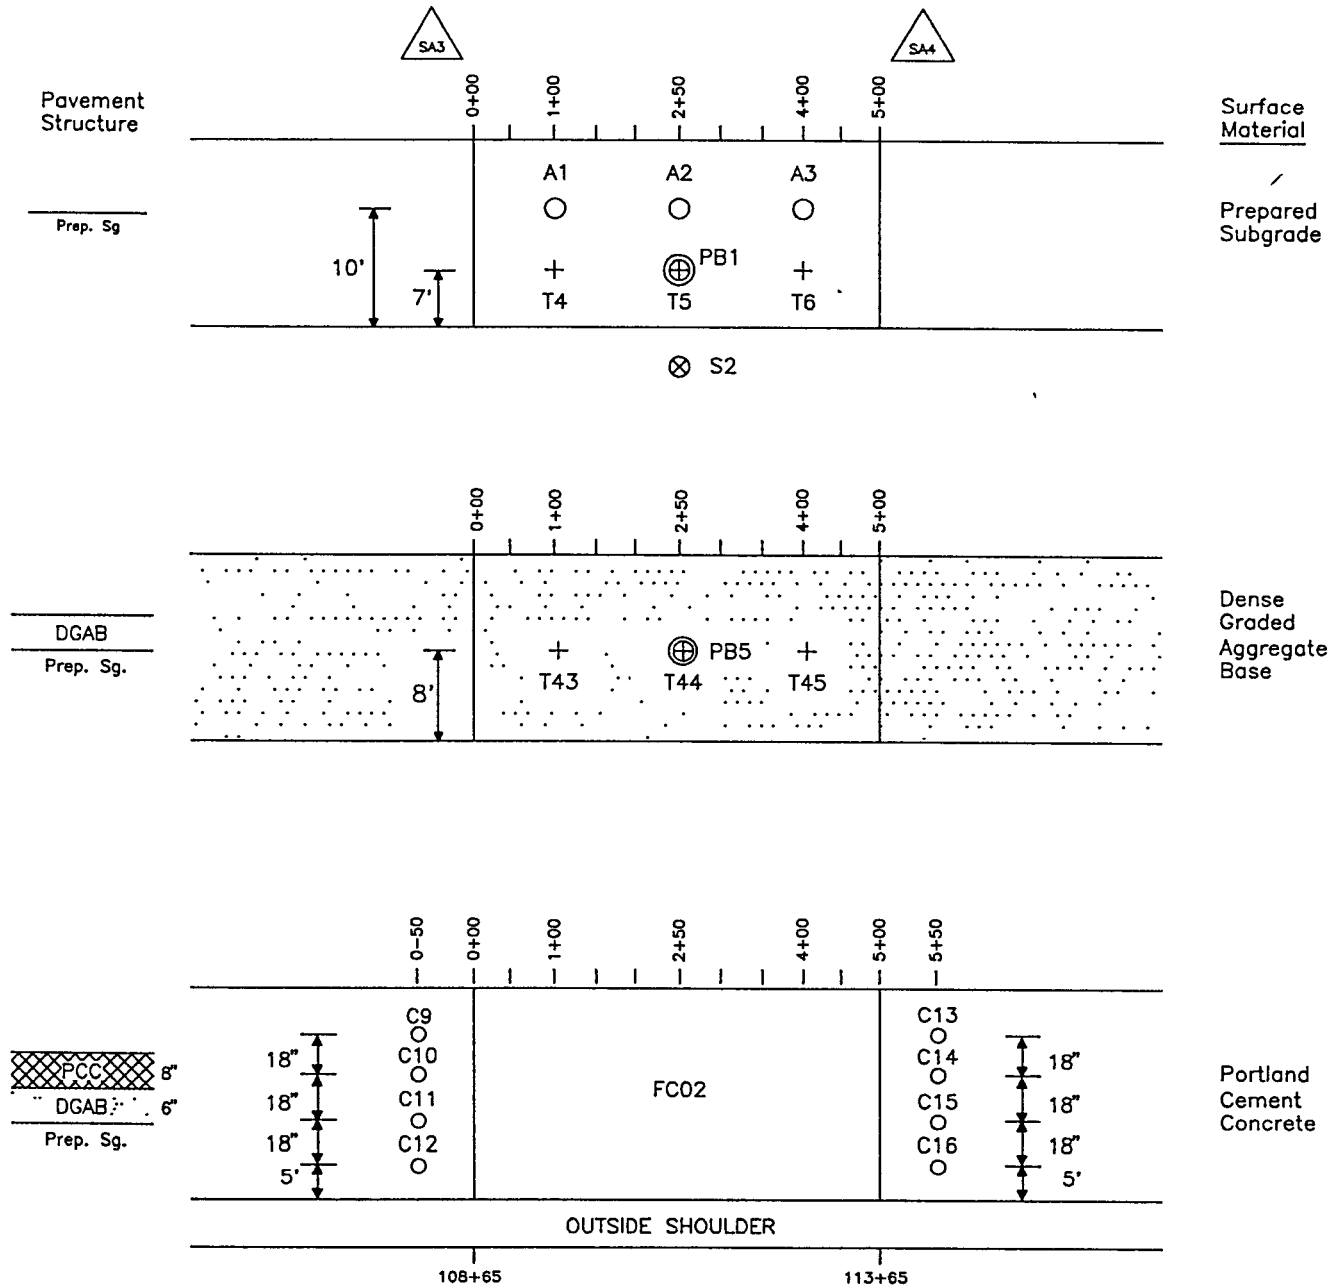 SA3
SA4
Pavement
Structure
0+00
1+00
2+50
4+00
5+00
Surface
Material
A1
A2
A3
Prep. Sg
Prepared
Subgrade
10'
7'
PB1
T4
T5
T6
S2
0+00
1+00
2+50
4+00
5+00
DGAB
Prep. Sg.
Dense
Graded
Aggregate
Base
PB5
8'
T43
T44
T45
0-50
0+00
1+00
2+50
4+00
5+00
5+50
C9
C13
18"
C10
C14
18"
PCC
8"
FC02
Portland
Cement
Concrete
DGAB
6"
18"
C11
C15
18"
Prep. Sg.
18"
C12
C16
18"
5'
5'
OUTSIDE SHOULDER
108+65
113+65